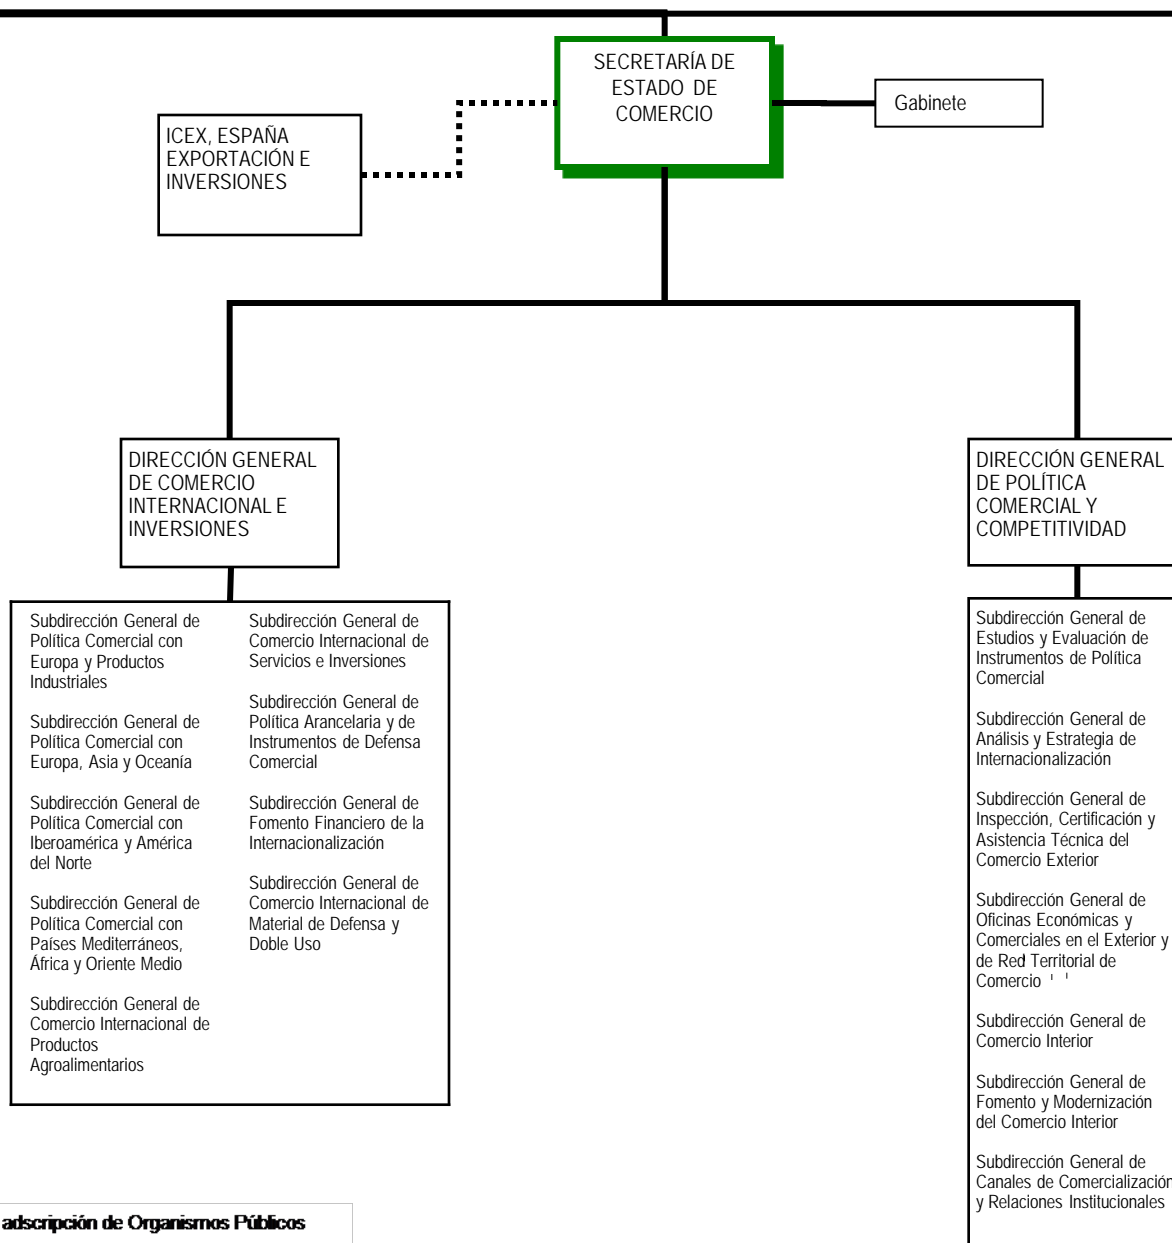 SECRETARÍA DE
ESTADO DE
COMERCIO
Gabinete
ICEX, ESPAÑA
EXPORTACIÓN E
INVERSIONES
DIRECCIÓN GENERAL
DE COMERCIO
INTERNACIONAL E
INVERSIONES
Subdirección General de
Política Comercial con
Europa y Productos
Industriales
Subdirección General de
Política Comercial con
Europa, Asia y Oceanía
Subdirección General de
Política Comercial con
Iberoamérica y América
del Norte
Subdirección General de
Política Comercial con
Países Mediterráneos,
África y Oriente Medio
Subdirección General de
Comercio Internacional de
Productos
Agroalimentarios
Subdirección General de
Comercio Internacional de
Servicios e Inversiones
Subdirección General de
Política Arancelaria y de
Instrumentos de Defensa
Comercial
Subdirección General de
Fomento Financiero de la
Internacionalización
Subdirección General de
Comercio Internacional de
Material de Defensa y
Doble Uso
DIRECCIÓN GENERAL
DE POLÍTICA
COMERCIAL Y
COMPETITIVIDAD
Subdirección General de
Estudios y Evaluación de
Instrumentos de Política
Comercial
Subdirección General de
Análisis y Estrategia de
Internacionalización
Subdirección General de
Inspección, Certificación y
Asistencia Técnica del
Comercio Exterior
Subdirección General de
Oficinas Económicas y
Comerciales en el Exterior y
de Red Territorial de
Comercio
Subdirección General de
Comercio Interior
Subdirección General de
Fomento y Modernización
del Comercio Interior
Subdirección General de
Canales de Comercialización
y Relaciones Institucionales
adscripción de Organismos Públicos